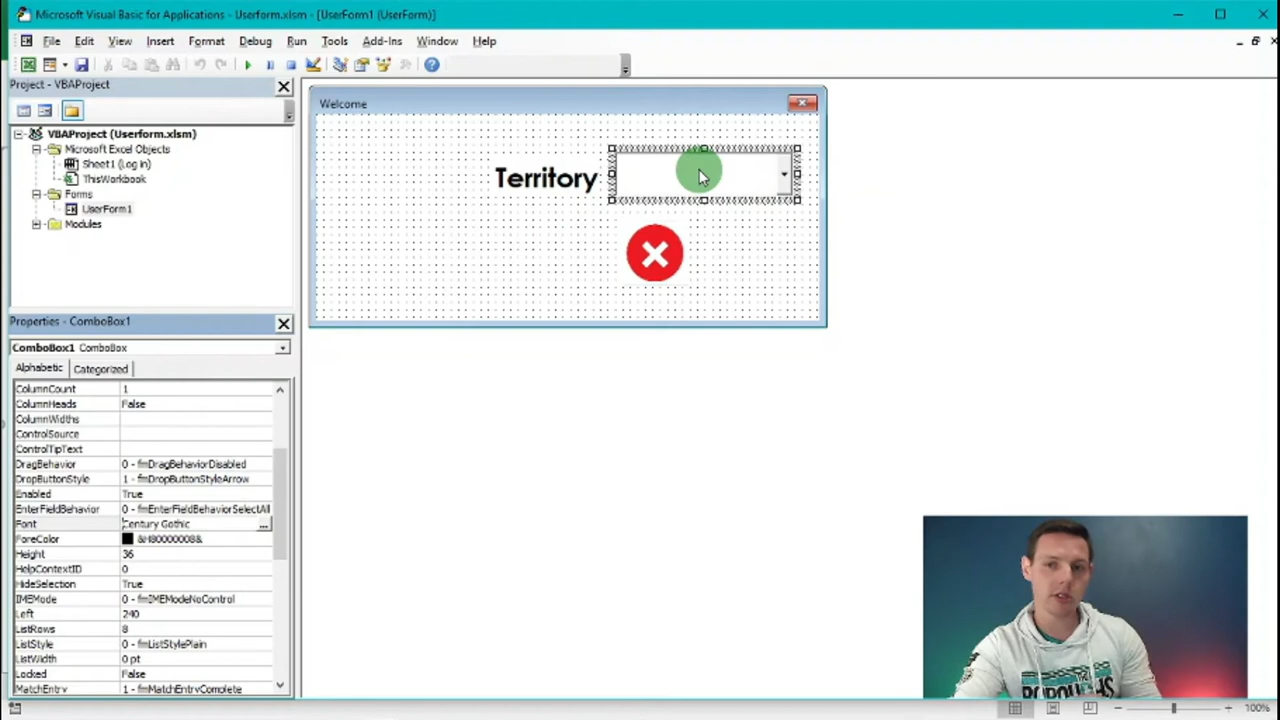 Microsoft Visual Basic for Applications - Userform.xlsm - [UserForm1 (UserForm)]
File Edit View Insert Format Debug Run Tools Add-Ins Window Help
Project - VBAProject
VBAProject (Userform.xlsm)
Microsoft Excel Objects
Sheet1 (Log In)
ThisWorkbook
Forms
UserForm1
Modules
Welcome
Territory
Properties - ComboBox1
ComboBox1 ComboBox
Alphabetic Categorized
ColumnCount 1
ColumnHeads False
ColumnWidths
ControlSource
ControlTipText
DragBehavior 0 - fmDragBehaviorDisabled
DropButtonStyle 1 - fmDropButtonStyleArrow
Enabled True
EnterFieldBehavior 0 - fmEnterFieldBehaviorSelectAll
Font Century Gothic ...
ForeColor &H80000008&
Height 36
HelpContextID 0
HideSelection True
IMEMode 0 - fmIMEModeNoControl
Left 240
ListRows 8
ListStyle 0 - fmListStylePlain
ListWidth 0 pt
Locked False
MatchEntry 1 - fmMatchEntryComplete
THE
BOROUGHS
100%